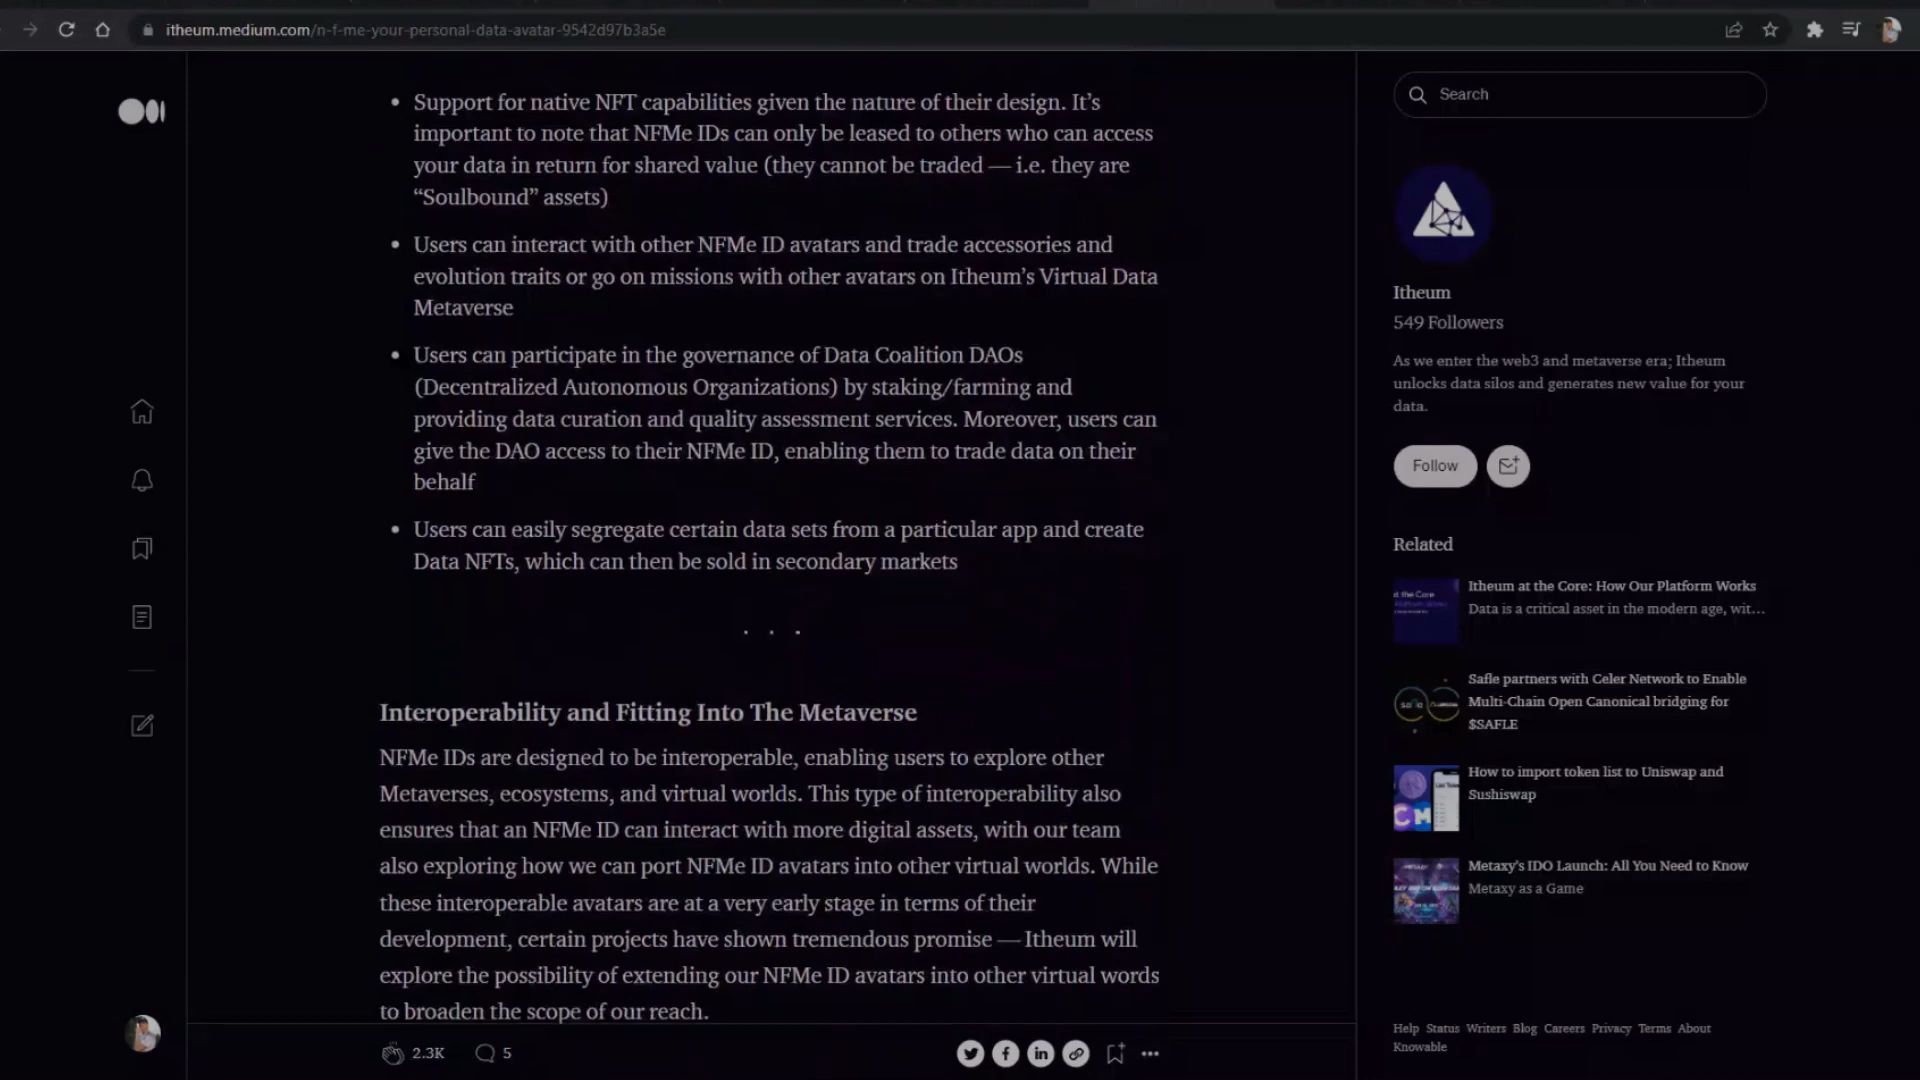 itheum.medium.com/n-f-me-your-personal-data-avatar-9542d97b3a5e
Support for native NFT capabilities given the nature of their design. It’s
important to note that NFMe IDs can only be leased to others who can access
your data in return for shared value (they cannot be traded — i.e. they are
“Soulbound” assets)
Users can interact with other NFMe ID avatars and trade accessories and
evolution traits or go on missions with other avatars on Itheum’s Virtual Data
Metaverse
Users can participate in the governance of Data Coalition DAOs
(Decentralized Autonomous Organizations) by staking/farming and
providing data curation and quality assessment services. Moreover, users can
give the DAO access to their NFMe ID, enabling them to trade data on their
behalf
Users can easily segregate certain data sets from a particular app and create
Data NFTs, which can then be sold in secondary markets
. . .
Interoperability and Fitting Into The Metaverse
NFMe IDs are designed to be interoperable, enabling users to explore other
Metaverses, ecosystems, and virtual worlds. This type of interoperability also
ensures that an NFMe ID can interact with more digital assets, with our team
also exploring how we can port NFMe ID avatars into other virtual worlds. While
these interoperable avatars are at a very early stage in terms of their
development, certain projects have shown tremendous promise — Itheum will
explore the possibility of extending our NFMe ID avatars into other virtual words
to broaden the scope of our reach.
2.3K
5
Search
Itheum
549 Followers
As we enter the web3 and metaverse era; Itheum
unlocks data silos and generates new value for your
data.
Follow
Related
Itheum at the Core: How Our Platform Works
Data is a critical asset in the modern age, wit...
Safle partners with Celer Network to Enable
Multi-Chain Open Canonical bridging for
$SAFLE
How to import token list to Uniswap and
Sushiswap
Metaxy's IDO Launch: All You Need to Know
Metaxy as a Game
Help Status Writers Blog Careers Privacy Terms About
Knowable